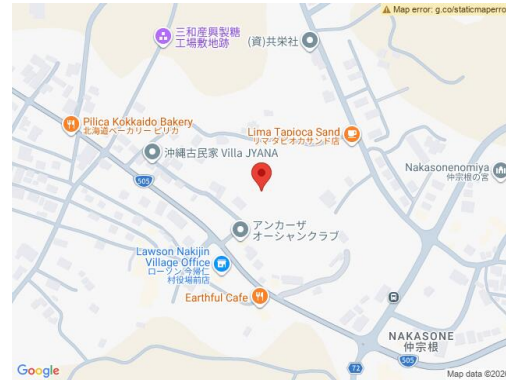 Map error: g.co/staticmaperro
三和産興製糖
工場敷地跡
(資)共栄社
Pilica Kokkaido Bakery
北海道ベーカリー ピリカ
Lima Tapioca Sand
リマ・タピオカサンド店
沖縄古民家 Villa JYANA
Nakasonenomiya
仲宗根の宮
505
アンカーザ
オーシャンクラブ
Lawson Nakijin
Village Office
ローソン 今帰仁
村役場前店
Earthful Cafe
505
NAKASONE
仲宗根
505
72
Google
Map data ©2026